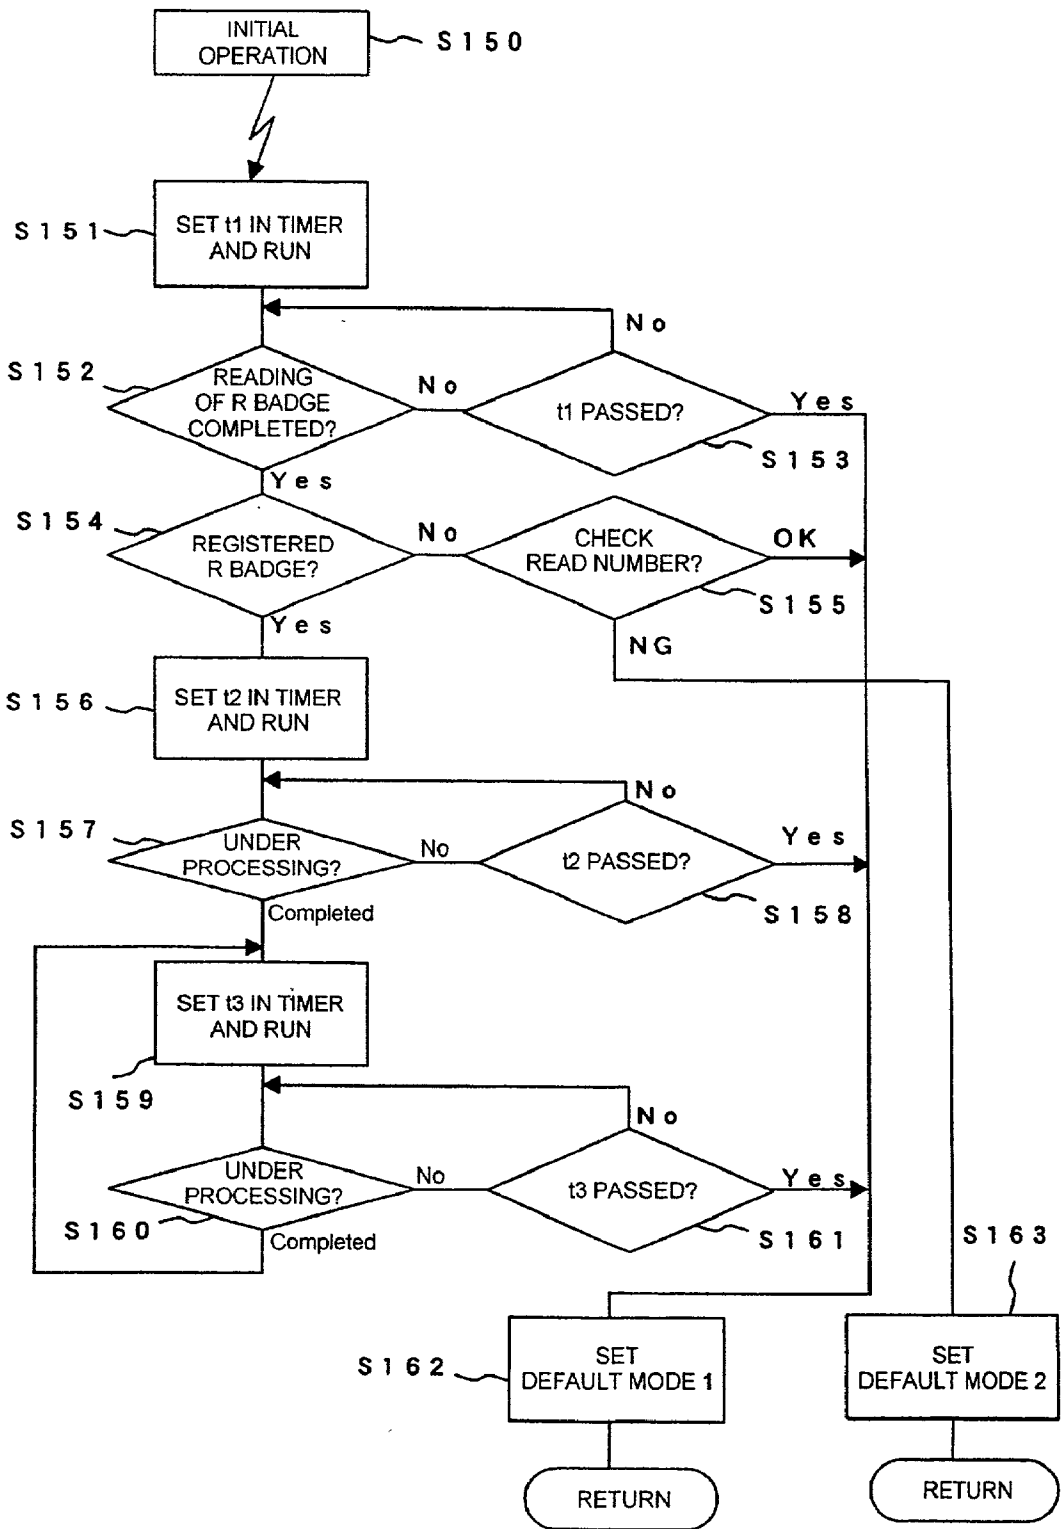 INITIAL
OPERATION
S150
SET t1 IN TIMER
AND RUN
S151
No
S152
READING
OF R BADGE
COMPLETED?
No
t1 PASSED?
Yes
S153
Yes
S154
REGISTERED
R BADGE?
No
CHECK
READ NUMBER?
OK
S155
Yes
NG
S156
SET t2 IN TIMER
AND RUN
No
S157
UNDER
PROCESSING?
No
t2 PASSED?
Yes
S158
Completed
SET t3 IN TIMER
AND RUN
S159
No
UNDER
PROCESSING?
No
t3 PASSED?
Yes
S160
Completed
S161
S163
S162
SET
DEFAULT MODE 1
SET
DEFAULT MODE 2
RETURN
RETURN